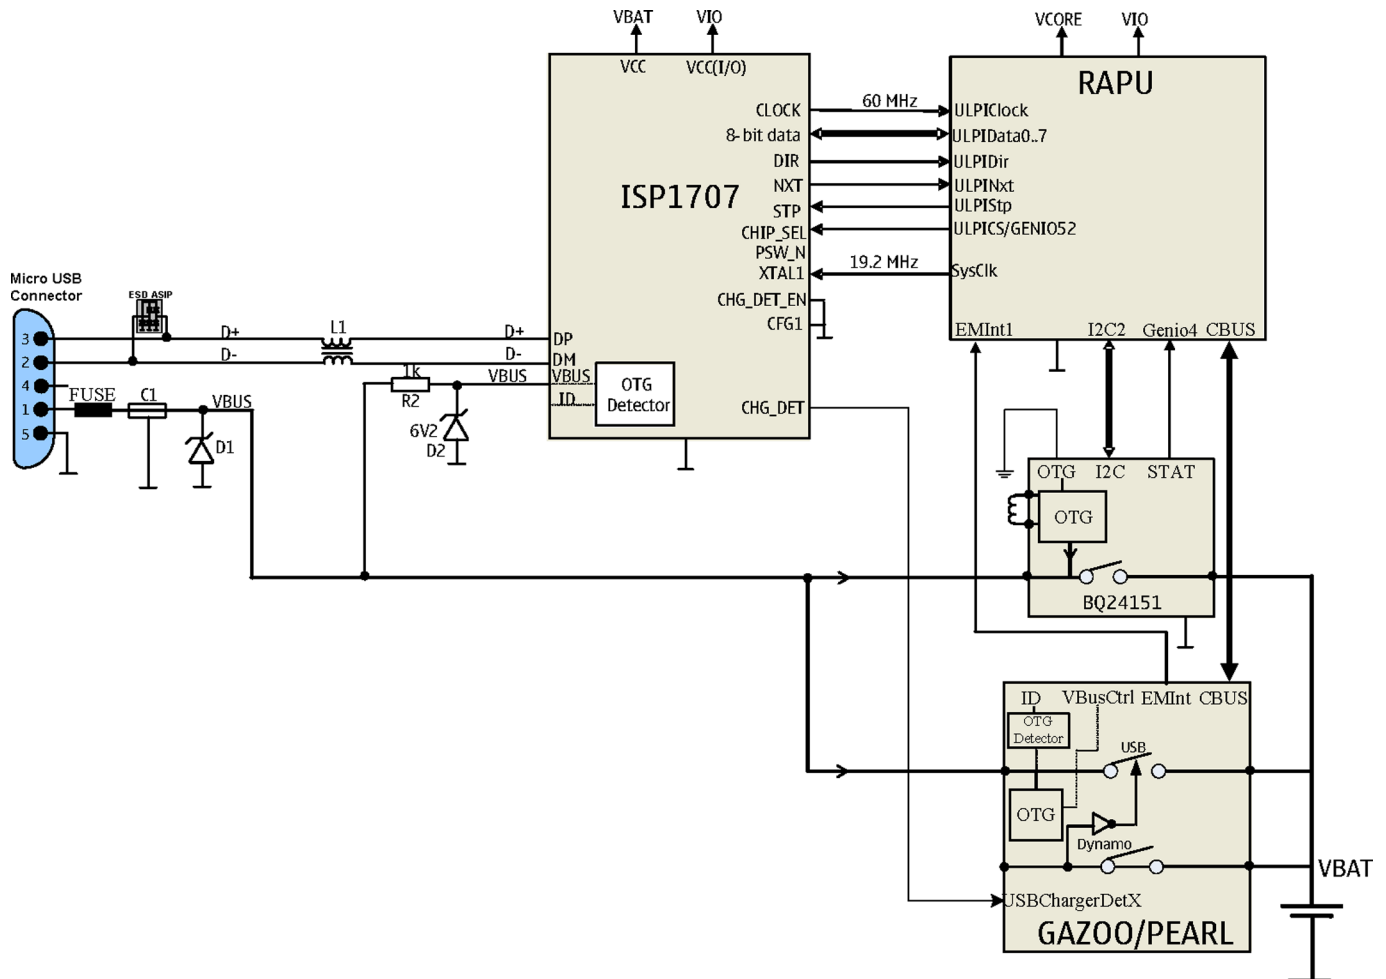 VBAT
VIO
VCC
VCC(I/O)
ISP1707
CLOCK
8-bit data
DIR
NXT
STP
CHIP_SEL
PSW_N
XTAL1
CHG_DET_EN
CFG1
CHG_DET
60 MHz
19.2 MHz
VCORE
VIO
RAPU
ULPIClock
ULPIData0..7
ULPIDir
ULPINxt
ULPIStp
ULPICS/GENIO52
SysClk
EMInt1
I2C2
Genio4
CBUS
Micro USB
Connector
3
2
4
1
5
ESD ASIP
D+
D-
L1
D+
D-
DP
DM
VBUS
ID
OTG
Detector
FUSE
C1
VBUS
D1
1k
R2
VBUS
6V2
D2
OTG
I2C
STAT
OTG
BQ24151
ID
VBusCtrl
EMInt
CBUS
OTG
Detector
USB
OTG
Dynamo
USBChargerDetX
GAZOO/PEARL
VBAT